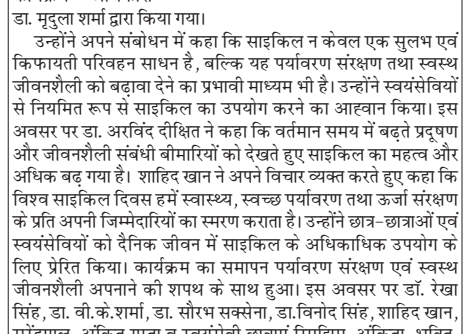 डा. मृदुला शर्मा द्वारा किया गया।
उन्होंने अपने संबोधन में कहा कि साइकिल न केवल एक सुलभ एवं
किफायती परिवहन साधन है, बल्कि यह पर्यावरण संरक्षण तथा स्वस्थ
जीवनशैली को बढ़ावा देने का प्रभावी माध्यम भी है। उन्होंने स्वयंसेवियों
से नियमित रूप से साइकिल का उपयोग करने का आह्वान किया। इस
अवसर पर डा. अरविंद दीक्षित ने कहा कि वर्तमान समय में बढ़ते प्रदूषण
और जीवनशैली संबंधी बीमारियों को देखते हुए साइकिल का महत्व और
अधिक बढ़ गया है। शाहिद खान ने अपने विचार व्यक्त करते हुए कहा कि
विश्व साइकिल दिवस हमें स्वास्थ्य, स्वच्छ पर्यावरण तथा ऊर्जा संरक्षण
के प्रति अपनी जिम्मेदारियों का स्मरण कराता है। उन्होंने छात्र-छात्राओं एवं
स्वयंसेवियों को दैनिक जीवन में साइकिल के अधिकाधिक उपयोग के
लिए प्रेरित किया। कार्यक्रम का समापन पर्यावरण संरक्षण एवं स्वस्थ
जीवनशैली अपनाने की शपथ के साथ हुआ। इस अवसर पर डॉ. रेखा
सिंह, डा. वी.के.शर्मा, डा. सौरभ सक्सेना, डा.विनोद सिंह, शाहिद खान,